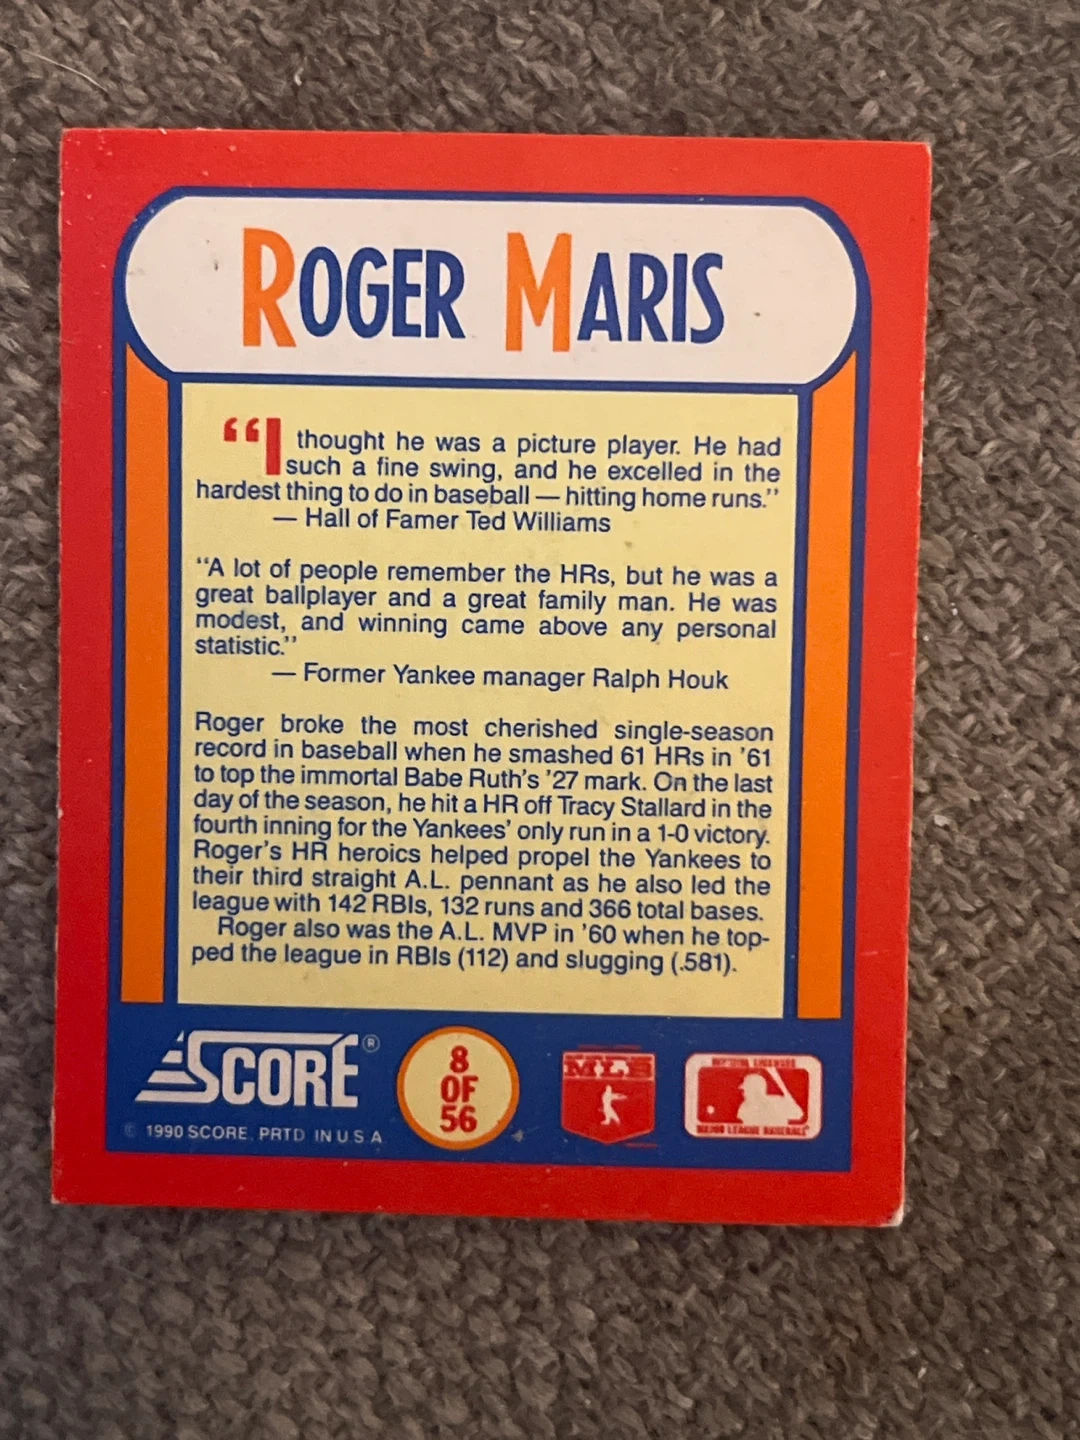 ROGER MARIS
“I thought he was a picture player. He had
such a fine swing, and he excelled in the
hardest thing to do in baseball — hitting home runs.”
— Hall of Famer Ted Williams
“A lot of people remember the HRs, but he was a
great ballplayer and a great family man. He was
modest, and winning came above any personal
statistic.”
— Former Yankee manager Ralph Houk
Roger broke the most cherished single-season
record in baseball when he smashed 61 HRs in ’61
to top the immortal Babe Ruth’s ’27 mark. On the last
day of the season, he hit a HR off Tracy Stallard in the
fourth inning for the Yankees’ only run in a 1-0 victory.
Roger’s HR heroics helped propel the Yankees to
their third straight A.L. pennant as he also led the
league with 142 RBIs, 132 runs and 366 total bases.
Roger also was the A.L. MVP in ’60 when he top-
ped the league in RBIs (112) and slugging (.581).
SCORE®
© 1990 SCORE, PRTD IN U.S.A
8
OF
56
MLB
OFFICIAL LICENSEE
MAJOR LEAGUE BASEBALL